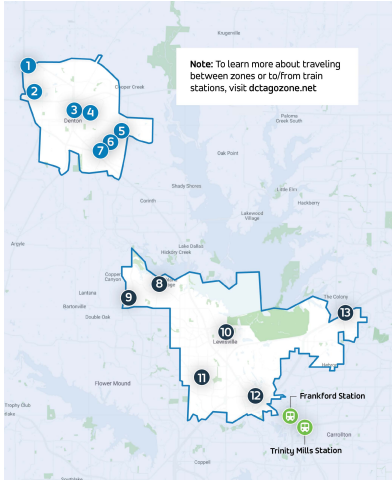 Krugerville
Note: To learn more about traveling
between zones or to/from train
stations, visit dctagozone.net
1
2
Cooper Creek
3
4
Denton
5
6
7
Paloma
Creek South
Oak Point
Shady Shores
Little Elm
Hackberry
Corinth
Lakewood
Village
Argyle
Lake Dallas
Hickory Creek
Copper
Canyon
8
9
Lantana
Bartonville
Double Oak
The Colony
13
10
Lewisville
Hebron
11
Flower Mound
12
Frankford Station
Trophy Club
Carrollton
Trinity Mills Station
Coppell